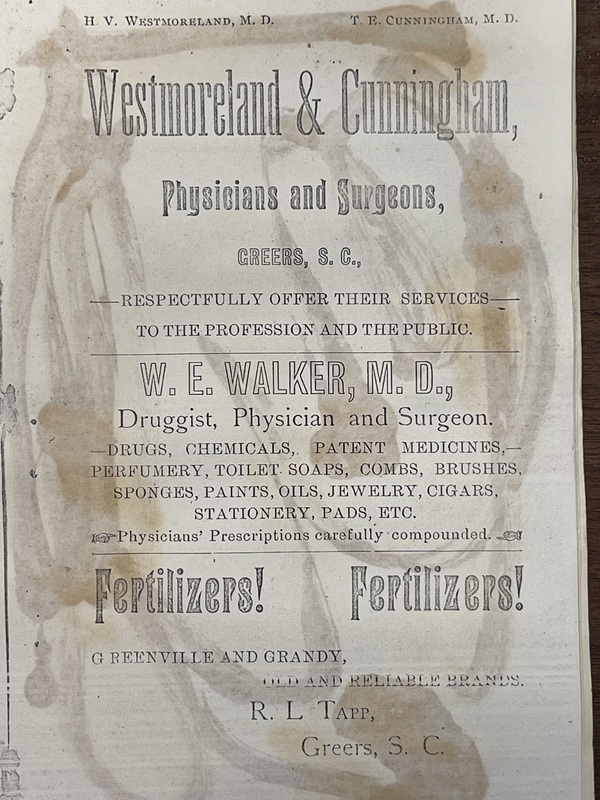 H. V. Westmoreland, M. D. T. E. Cunningham, M. D.
Westmoreland & Cunningham,
Physicians and Surgeons,
GREERS, S. C.,
—RESPECTFULLY OFFER THEIR SERVICES—
TO THE PROFESSION AND THE PUBLIC.
W. E. WALKER, M. D.,
Druggist, Physician and Surgeon.
—DRUGS, CHEMICALS, PATENT MEDICINES,—
PERFUMERY, TOILET SOAPS, COMBS, BRUSHES,
SPONGES, PAINTS, OILS, JEWELRY, CIGARS,
STATIONERY, PADS, ETC.
☞Physicians' Prescriptions carefully compounded.☜
Fertilizers! Fertilizers!
GREENVILLE AND GRANDY,
OLD AND RELIABLE BRANDS.
R. L. Tapp,
Greers, S. C.